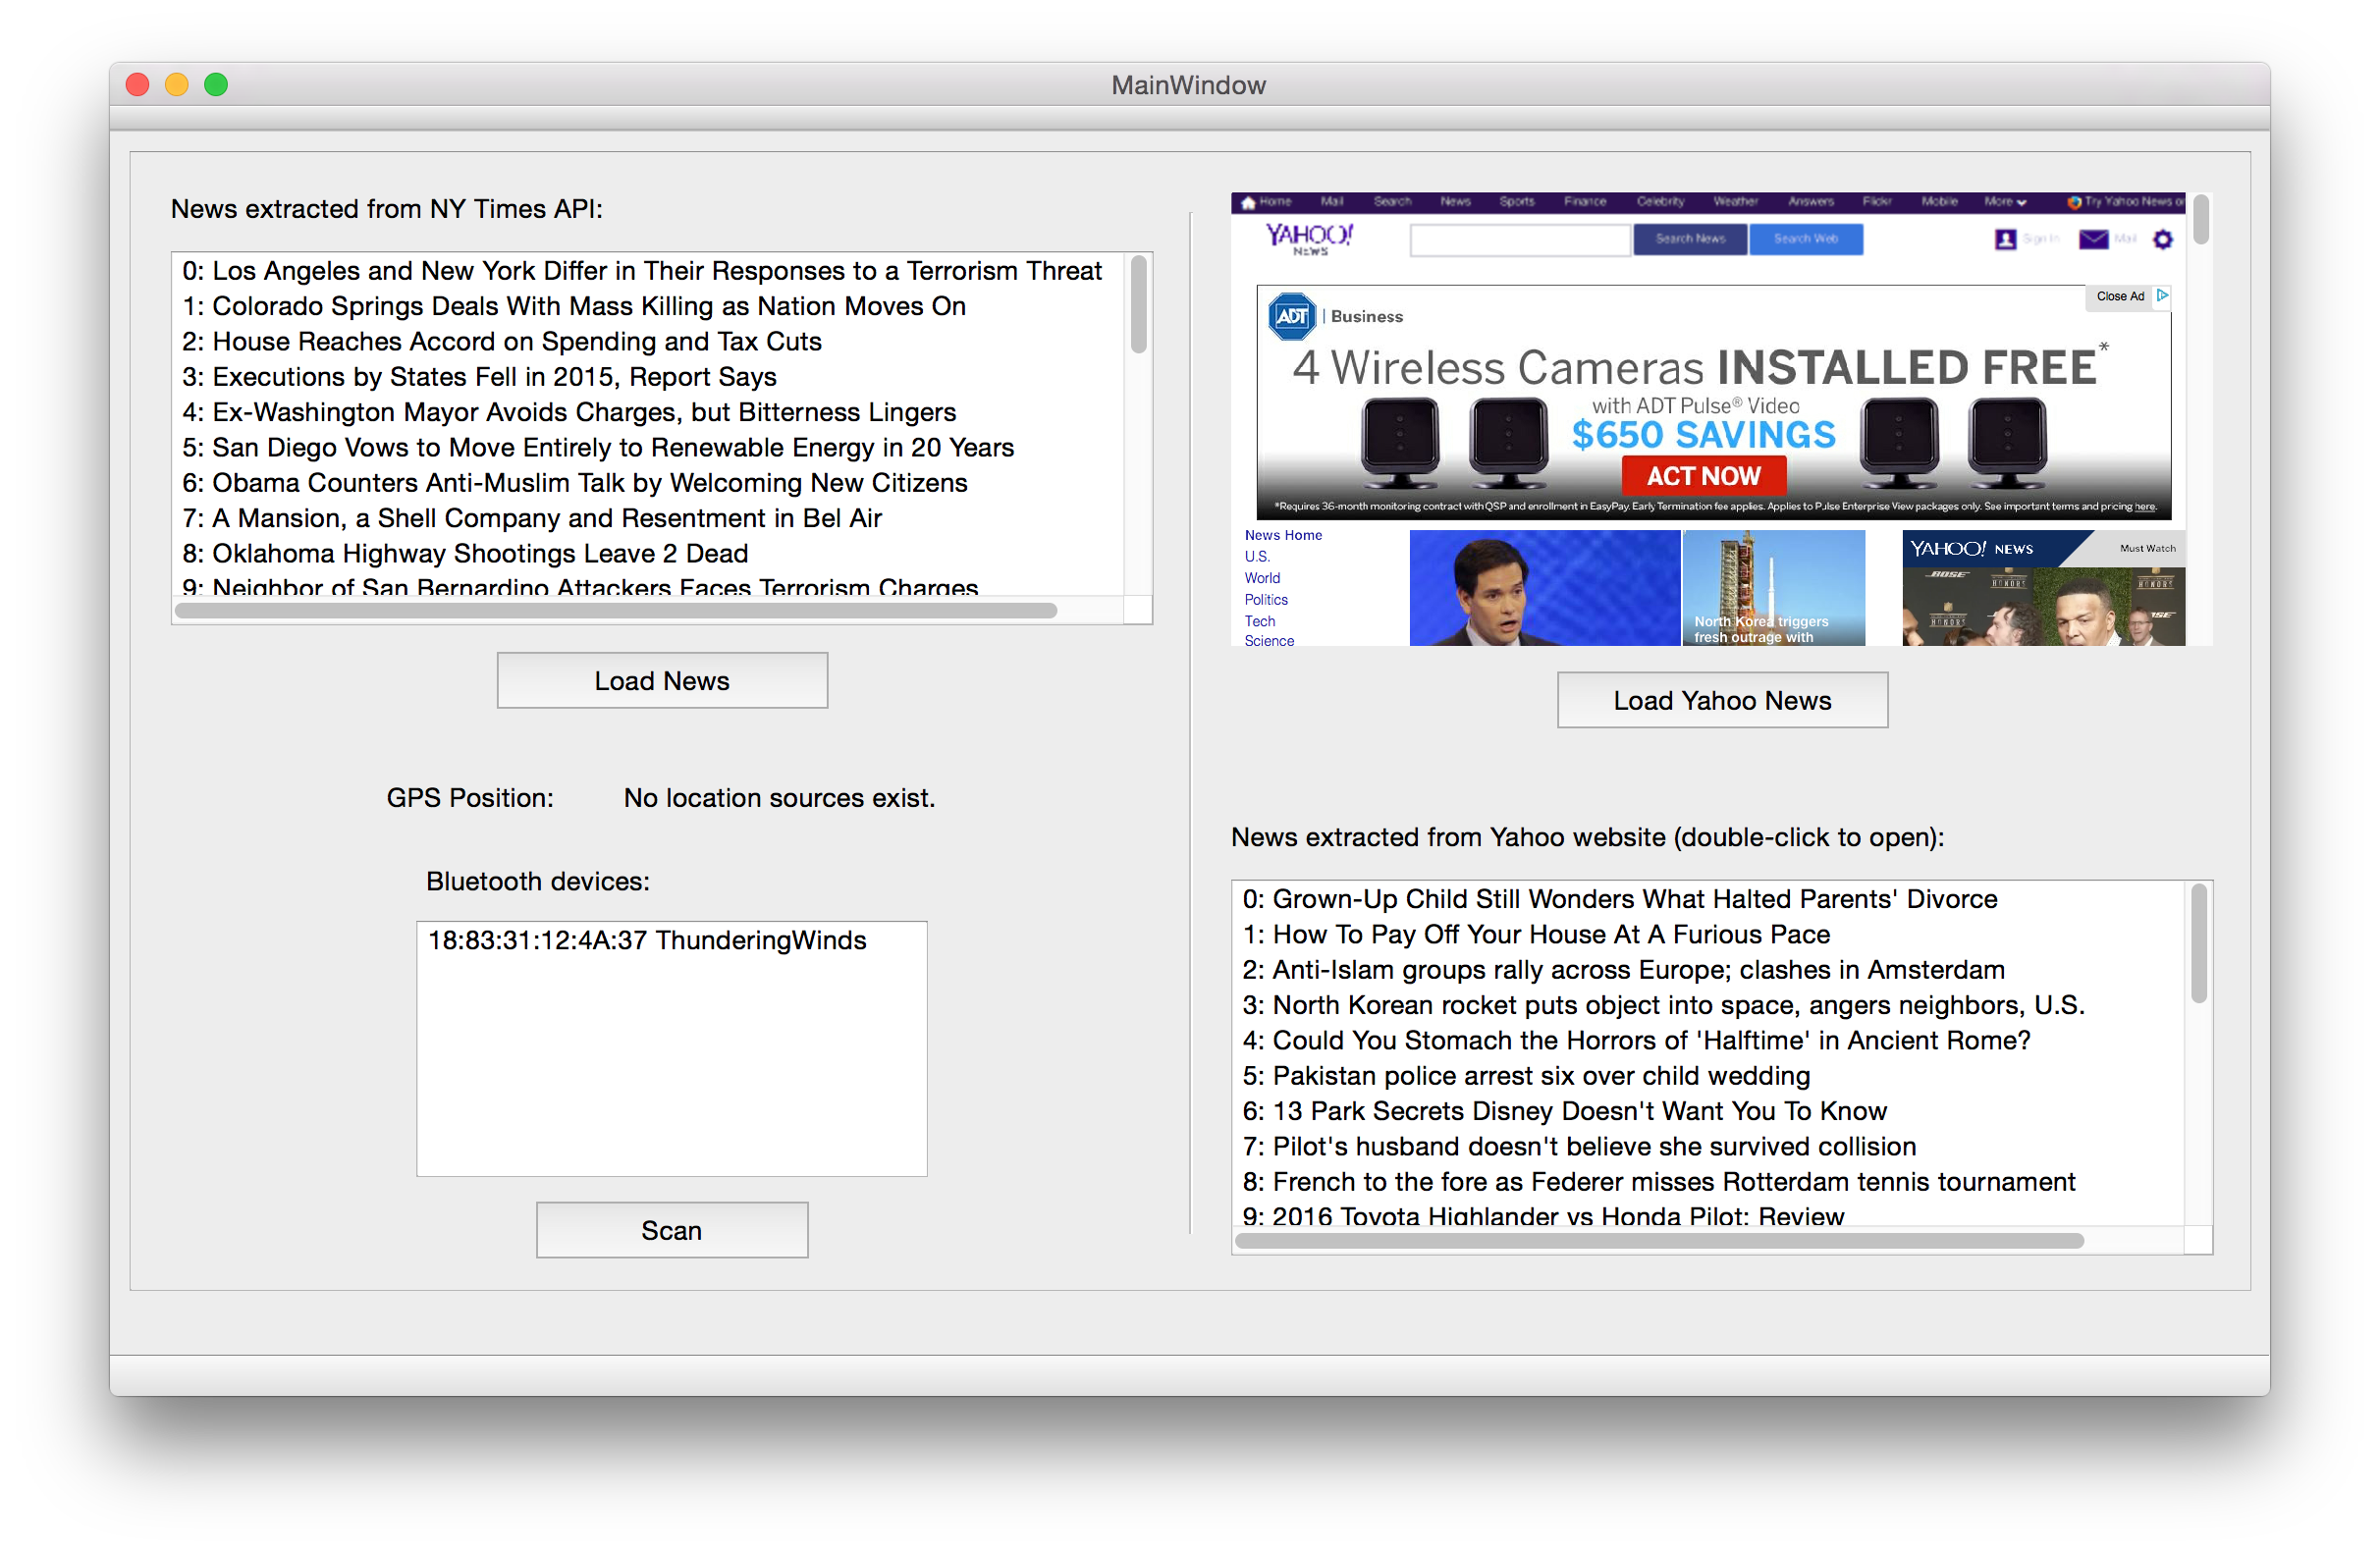 MainWindow
News extracted from NY Times API:
0: Los Angeles and New York Differ in Their Responses to a Terrorism Threat
1: Colorado Springs Deals With Mass Killing as Nation Moves On
2: House Reaches Accord on Spending and Tax Cuts
3: Executions by States Fell in 2015, Report Says
4: Ex-Washington Mayor Avoids Charges, but Bitterness Lingers
5: San Diego Vows to Move Entirely to Renewable Energy in 20 Years
6: Obama Counters Anti-Muslim Talk by Welcoming New Citizens
7: A Mansion, a Shell Company and Resentment in Bel Air
8: Oklahoma Highway Shootings Leave 2 Dead
9: Neighbor of San Bernardino Attackers Faces Terrorism Charges
Load News
GPS Position: No location sources exist.
Bluetooth devices:
18:83:31:12:4A:37 ThunderingWinds
Scan
Home Mail Search News Sports Finance Celebrity Weather Answers Flickr Mobile More Try Yahoo News
YAHOO!
NEWS
Search News Search Web Sign In Mail
Close Ad
ADT Business
4 Wireless Cameras INSTALLED FREE*
with ADT Pulse® Video
$650 SAVINGS
ACT NOW
*Requires 36-month monitoring contract with QSP and enrollment in EasyPay. Early Termination fee applies. Applies to Pulse Enterprise View packages only. See important terms and pricing here.
News Home
U.S.
World
Politics
Tech
Science
North Korea triggers
fresh outrage with
YAHOO! NEWS Must Watch
BOSE
HONORS
HONORS
HONORS
Load Yahoo News
News extracted from Yahoo website (double-click to open):
0: Grown-Up Child Still Wonders What Halted Parents' Divorce
1: How To Pay Off Your House At A Furious Pace
2: Anti-Islam groups rally across Europe; clashes in Amsterdam
3: North Korean rocket puts object into space, angers neighbors, U.S.
4: Could You Stomach the Horrors of 'Halftime' in Ancient Rome?
5: Pakistan police arrest six over child wedding
6: 13 Park Secrets Disney Doesn't Want You To Know
7: Pilot's husband doesn't believe she survived collision
8: French to the fore as Federer misses Rotterdam tennis tournament
9: 2016 Toyota Highlander vs Honda Pilot: Review